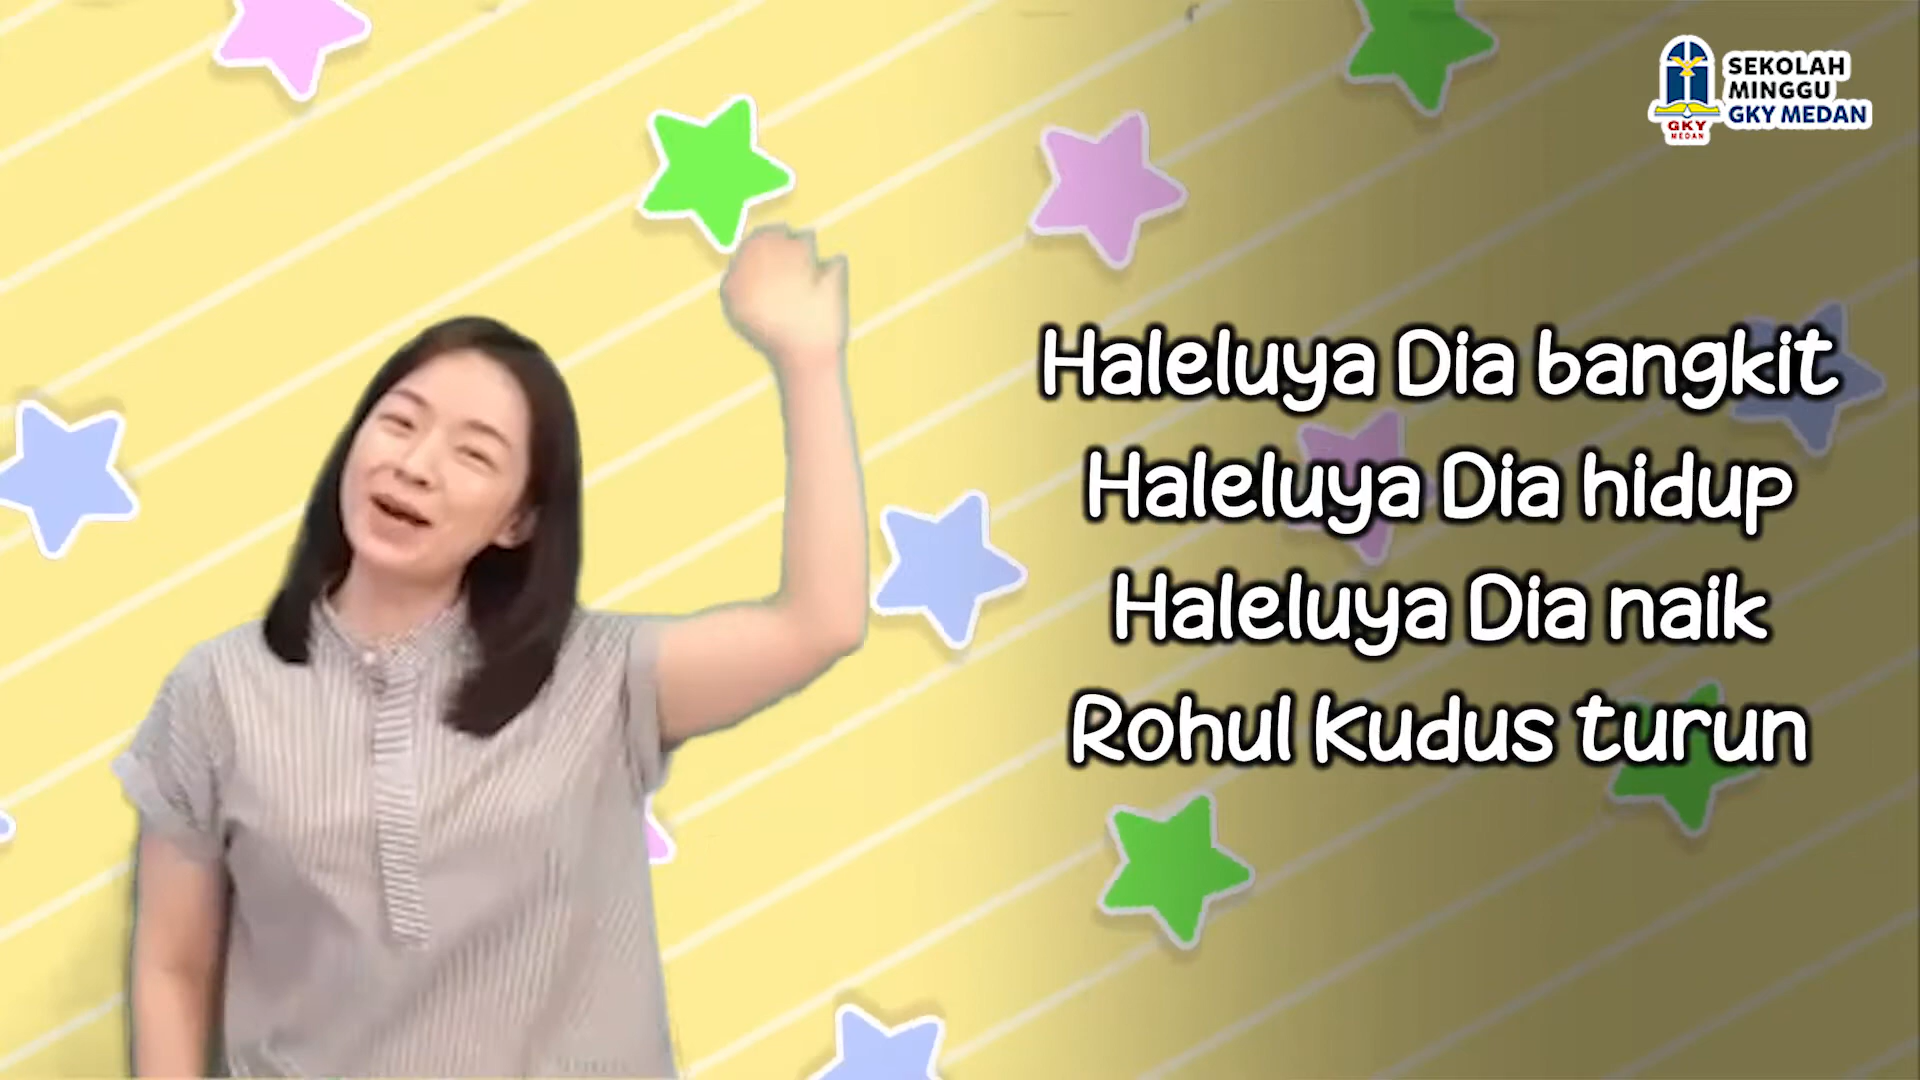 SEKOLAH
MINGGU
GKY MEDAN
GKY
MEDAN
Haleluya Dia bangkit
Haleluya Dia hidup
Haleluya Dia naik
Rohul Kudus turun